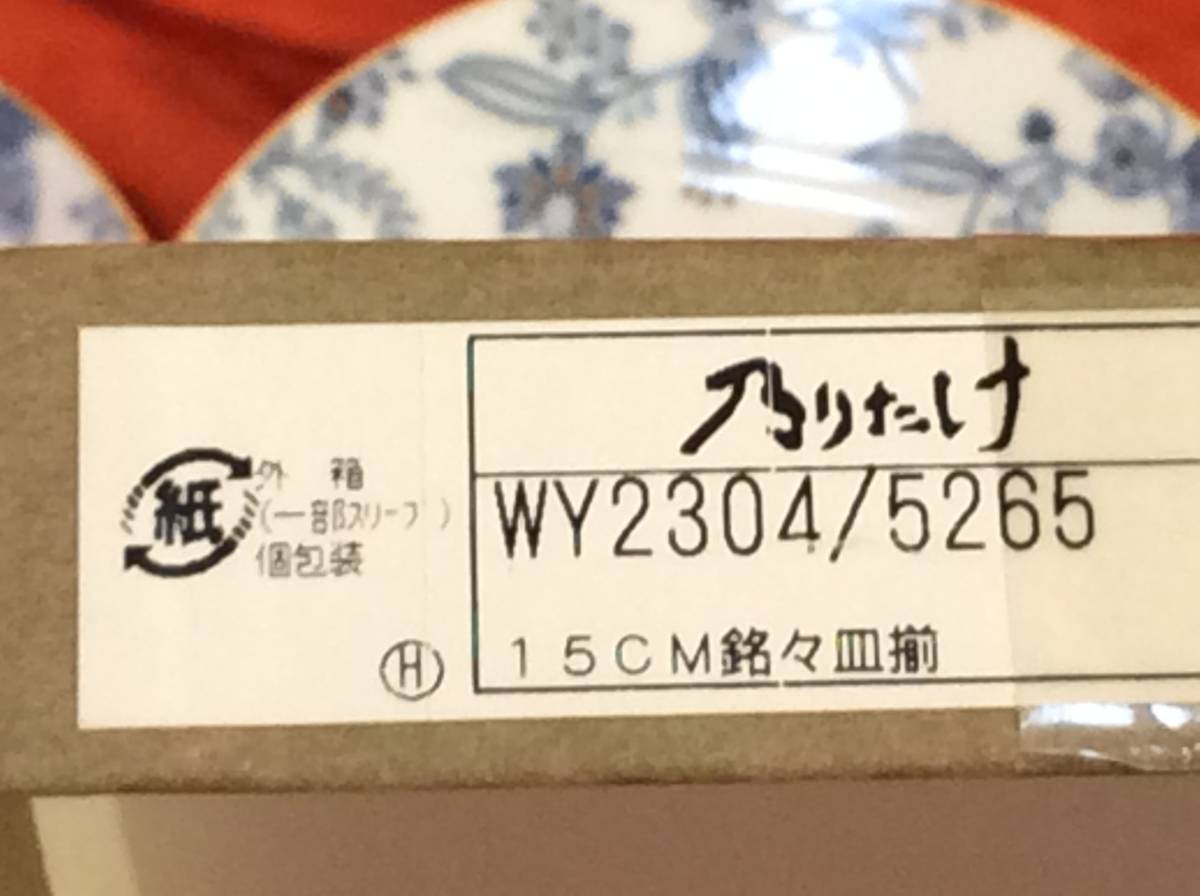 乃りたけ
WY2304/5265
15CM銘々皿揃
紙
外 箱
(一部スリーブ)
個包装
H